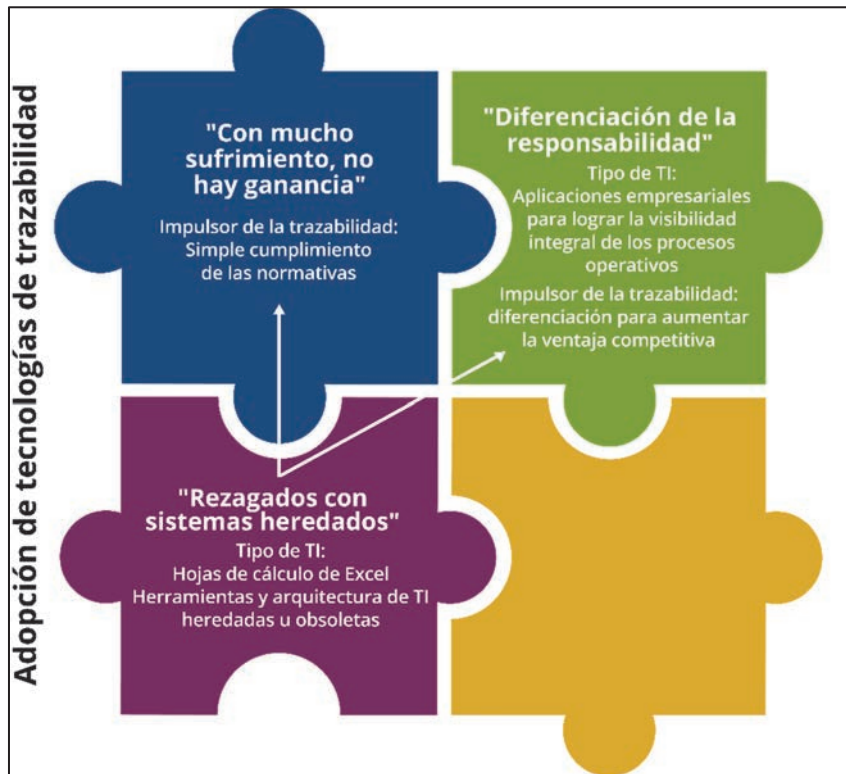 Adopción de tecnologías de trazabilidad
"Con mucho
sufrimiento, no
hay ganancia"
Impulsor de la trazabilidad:
Simple cumplimiento
de las normativas
"Diferenciación de la
responsabilidad"
Tipo de TI:
Aplicaciones empresariales
para lograr la visibilidad
integral de los procesos
operativos
Impulsor de la trazabilidad:
diferenciación para aumentar
la ventaja competitiva
"Rezagados con
sistemas heredados"
Tipo de TI:
Hojas de cálculo de Excel
Herramientas y arquitectura de TI
heredadas u obsoletas